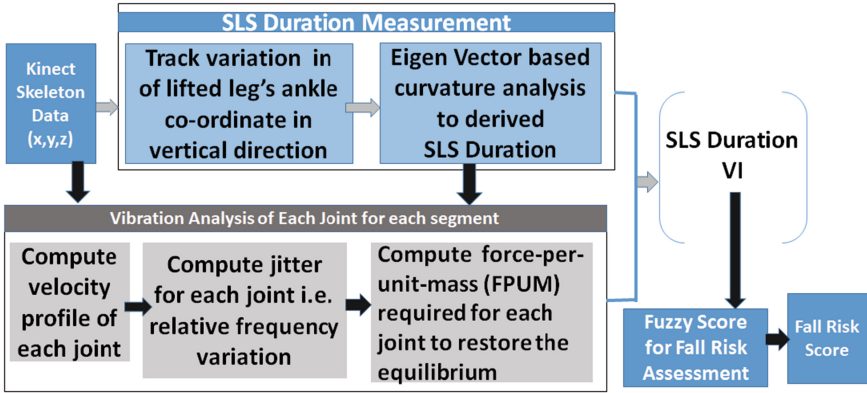 SLS Duration Measurement
Kinect
Skeleton
Data
(x,y,z)
Track variation in
of lifted leg's ankle
co-ordinate in
vertical direction
Eigen Vector based
curvature analysis
to derived
SLS Duration
SLS Duration
VI
Vibration Analysis of Each Joint for each segment
Compute
velocity
profile of
each joint
Compute jitter
for each joint i.e.
relative frequency
variation
Compute force-per-
unit-mass (FPUM)
required for each
joint to restore the
equilibrium
Fuzzy Score
for Fall Risk
Assessment
Fall Risk
Score